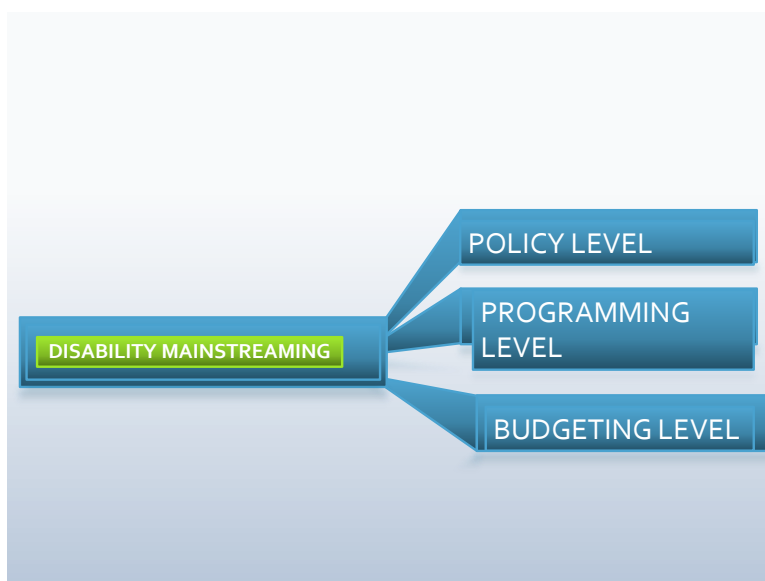 POLICY LEVEL
PROGRAMMING
LEVEL
DISABILITY MAINSTREAMING
BUDGETING LEVEL